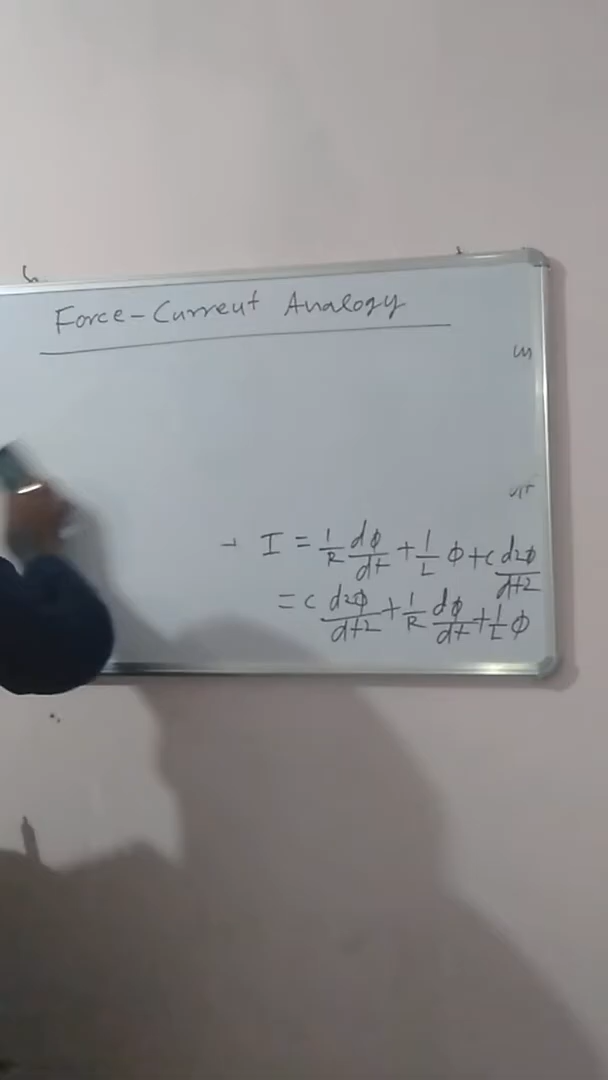 Force-Current Analogy
→ I = 1/R dφ/dt + 1/L φ + C d2φ/dt2
= C d2φ/dt2 + 1/R dφ/dt + 1/L φ